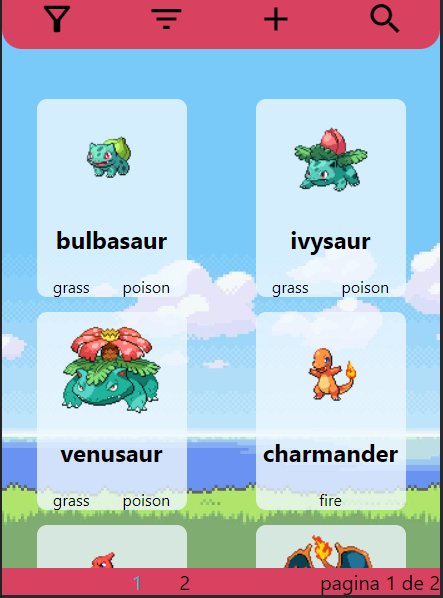 bulbasaur
ivysaur
grass poison
grass poison
venusaur
charmander
grass poison
fire
1 2 pagina 1 de 2